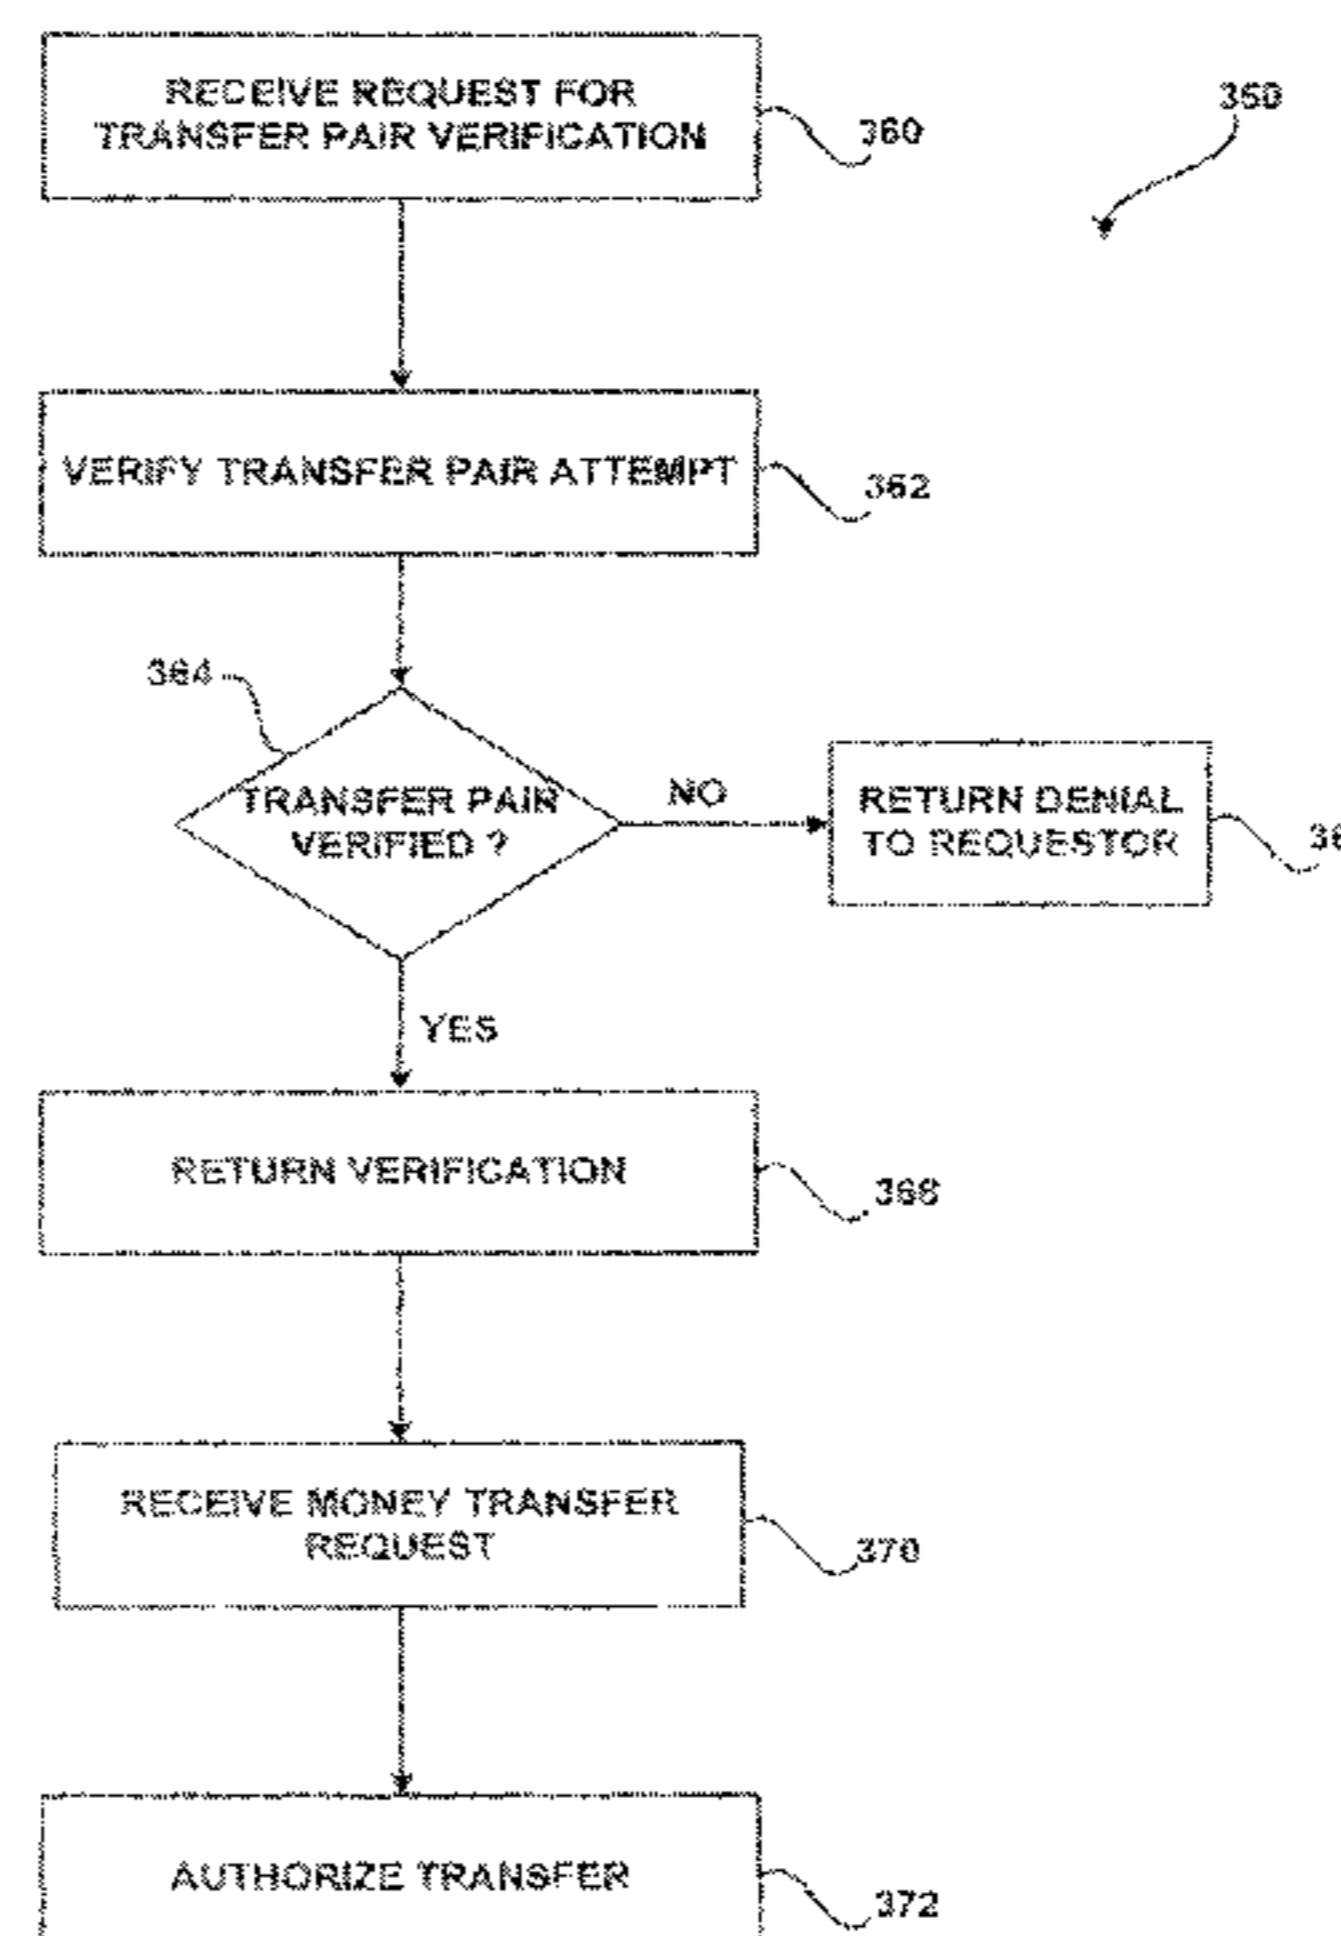 RECEIVE REQUEST FOR
TRANSFER PAIR VERIFICATION
360
350
VERIFY TRANSFER PAIR ATTEMPT
362
364
TRANSFER PAIR
VERIFIED ?
NO
RETURN DENIAL
TO REQUESTOR
YES
RETURN VERIFICATION
368
RECEIVE MONEY TRANSFER
REQUEST
370
AUTHORIZE TRANSFER
372